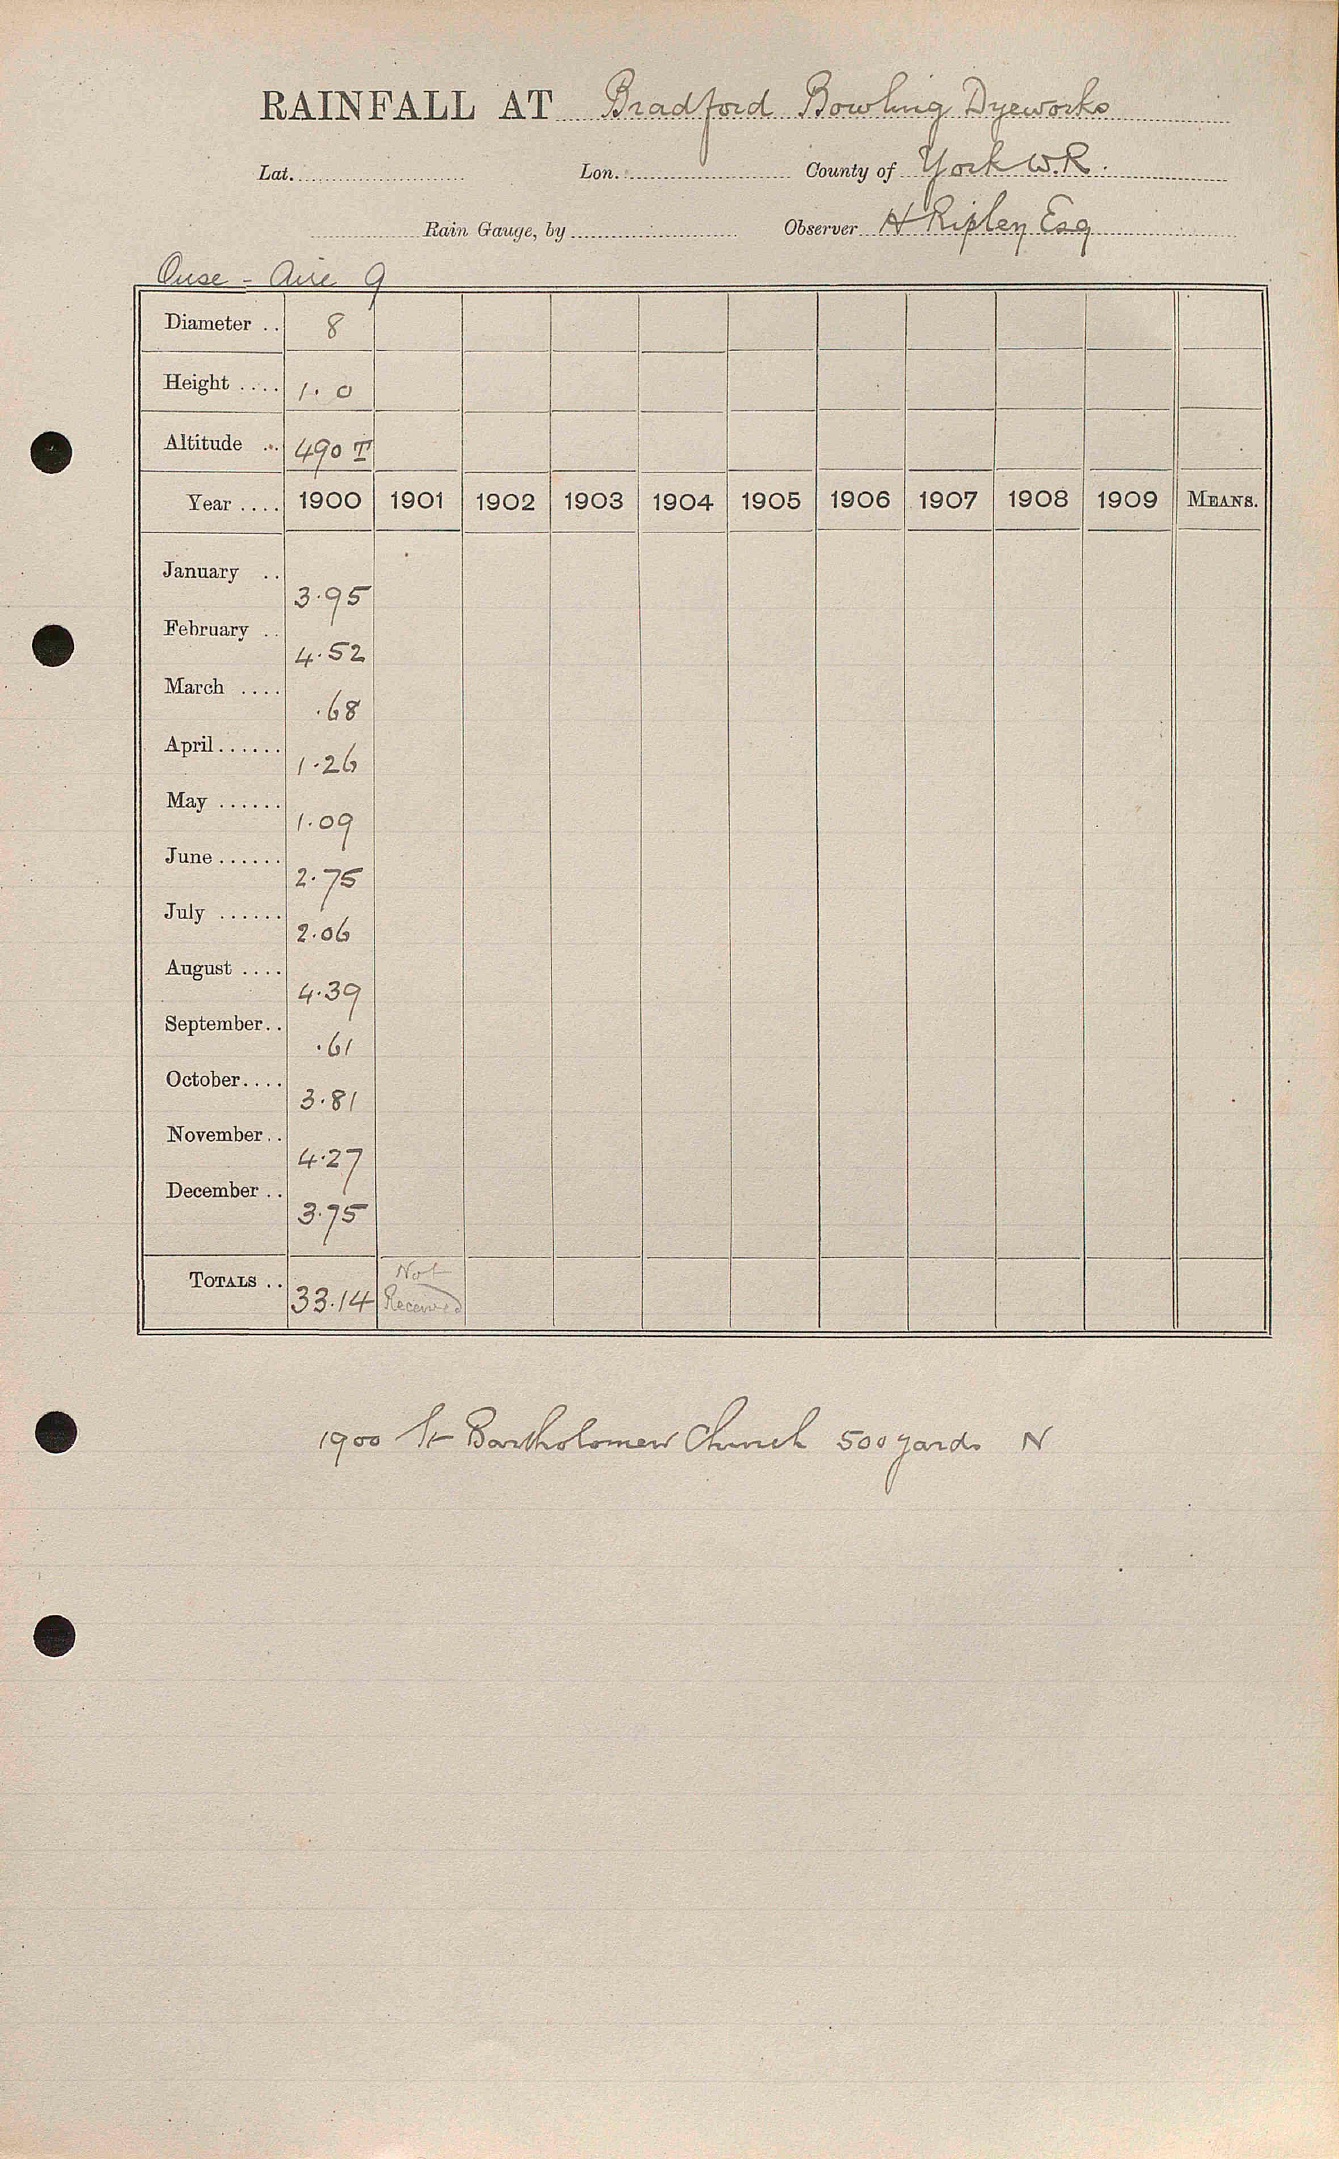 RAINFALL AT Bradford Bowling Dyeworks
Lat. Lon. County of York W.R.
Rain Gauge, by Observer H Ripley Esq
Ouse - Aire 9
Diameter .. 8
Height .... 1. 0
Altitude .. 490 T
Year .... 1900 1901 1902 1903 1904 1905 1906 1907 1908 1909 MEANS.
January .. 3.95
February .. 4.52
March .... .68
April...... 1.26
May ...... 1.09
June...... 2.75
July ...... 2.06
August .... 4.39
September.. .61
October.... 3.81
November.. 4.27
December .. 3.75
TOTALS .. 33.14 Not Received
1900 St Bartholomew Church 500 yards N